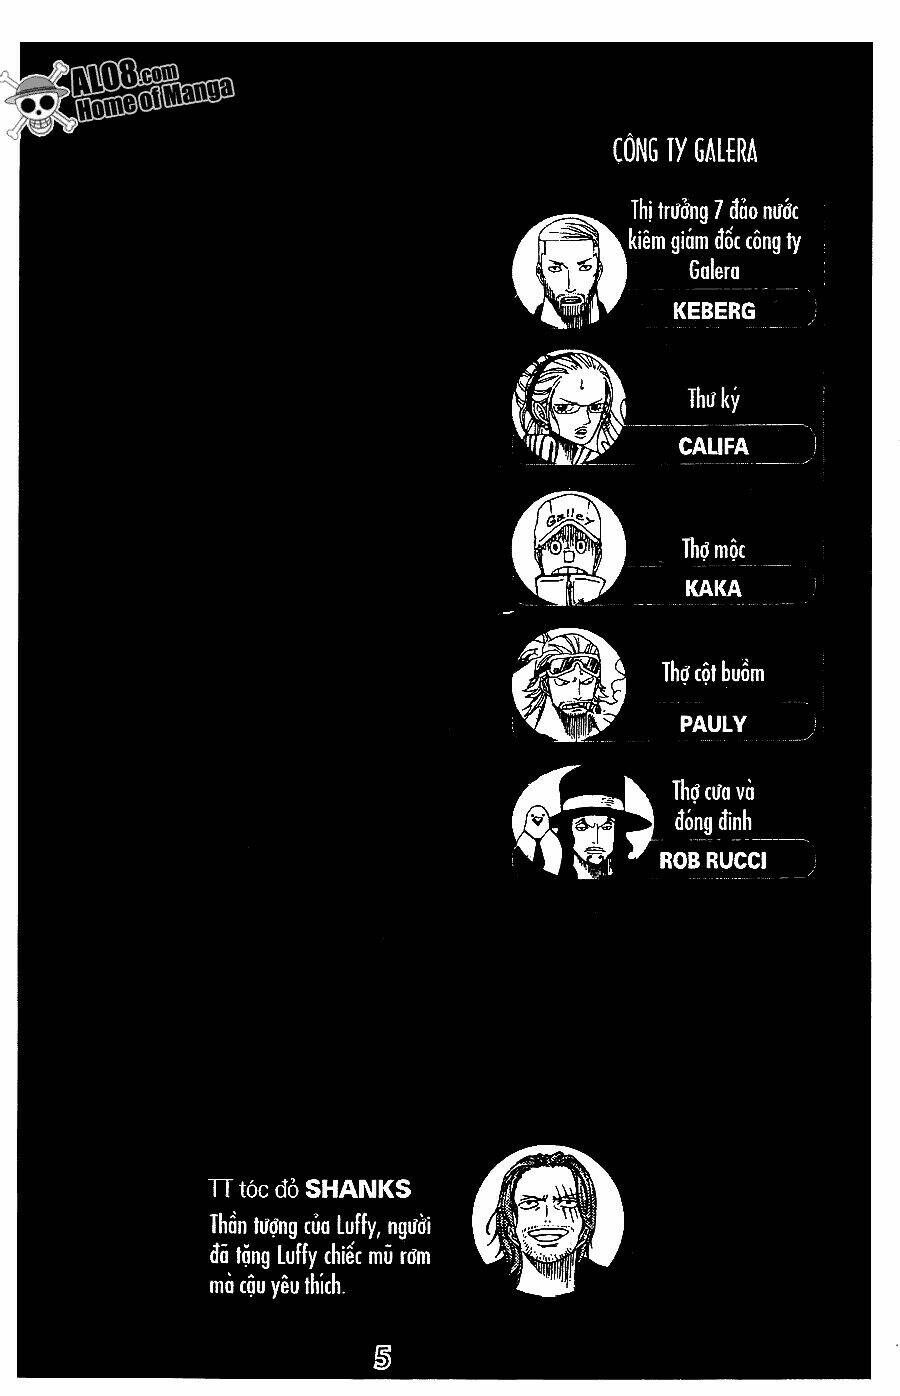 ALO8.com
Home of Manga
CÔNG TY GALERA
Thị trưởng 7 đảo nước
kiêm giám đốc công ty
Galera
KEBERG
Thư ký
CALIFA
Galley
Thợ mộc
KAKA
Thợ cột buồm
PAULY
Thợ cưa và
đóng đinh
ROB RUCCI
TT tóc đỏ SHANKS
Thần tượng của Luffy, người
đã tặng Luffy chiếc mũ rơm
mà cậu yêu thích.
5